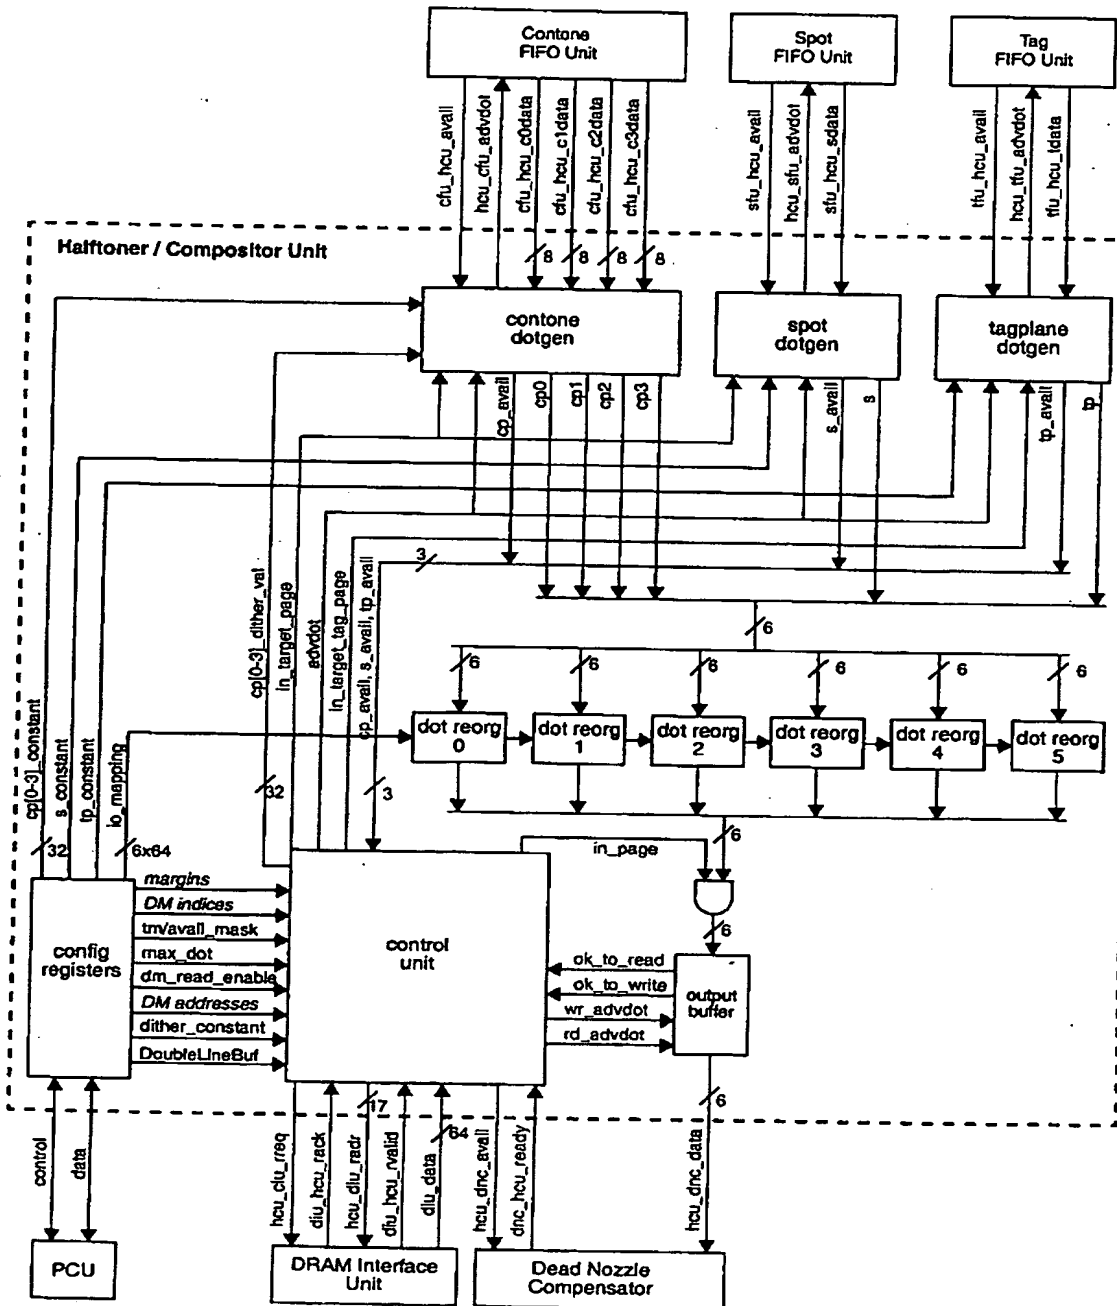 Contone
FIFO Unit
Spot
FIFO Unit
Tag
FIFO Unit
cfu_hcu_avail
hcu_cfu_advdot
cfu_hcu_c0data
cfu_hcu_c1data
cfu_hcu_c2data
cfu_hcu_c3data
sfu_hcu_avail
hcu_sfu_advdot
sfu_hcu_sdata
tfu_hcu_avail
hcu_tfu_advdot
tfu_hcu_tdata
Halftoner / Compositor Unit
8
8
8
8
contone
dotgen
spot
dotgen
tagplane
dotgen
cp_avail
cp0
cp1
cp2
cp3
s_avail
s
tp_avail
tp
3
cp[0-3]_dither_val
in_target_page
advdot
in_target_tag_page
cp_avail, s_avail, tp_avail
6
6
6
6
6
6
6
dot reorg
0
dot reorg
1
dot reorg
2
dot reorg
3
dot reorg
4
dot reorg
5
cp[0-3]_constant
s_constant
tp_constant
io_mapping
32
3
32
6x64
in_page
6
6
config
registers
margins
DM indices
tm/avail_mask
max_dot
dm_read_enable
DM addresses
dither_constant
DoubleLineBuf
control
unit
ok_to_read
ok_to_write
wr_advdot
rd_advdot
output
buffer
17
64
6
control
data
hcu_diu_rreq
diu_hcu_rack
hcu_diu_radr
diu_hcu_rvalid
diu_data
hcu_dnc_avail
dnc_hcu_ready
hcu_dnc_data
PCU
DRAM Interface
Unit
Dead Nozzle
Compensator